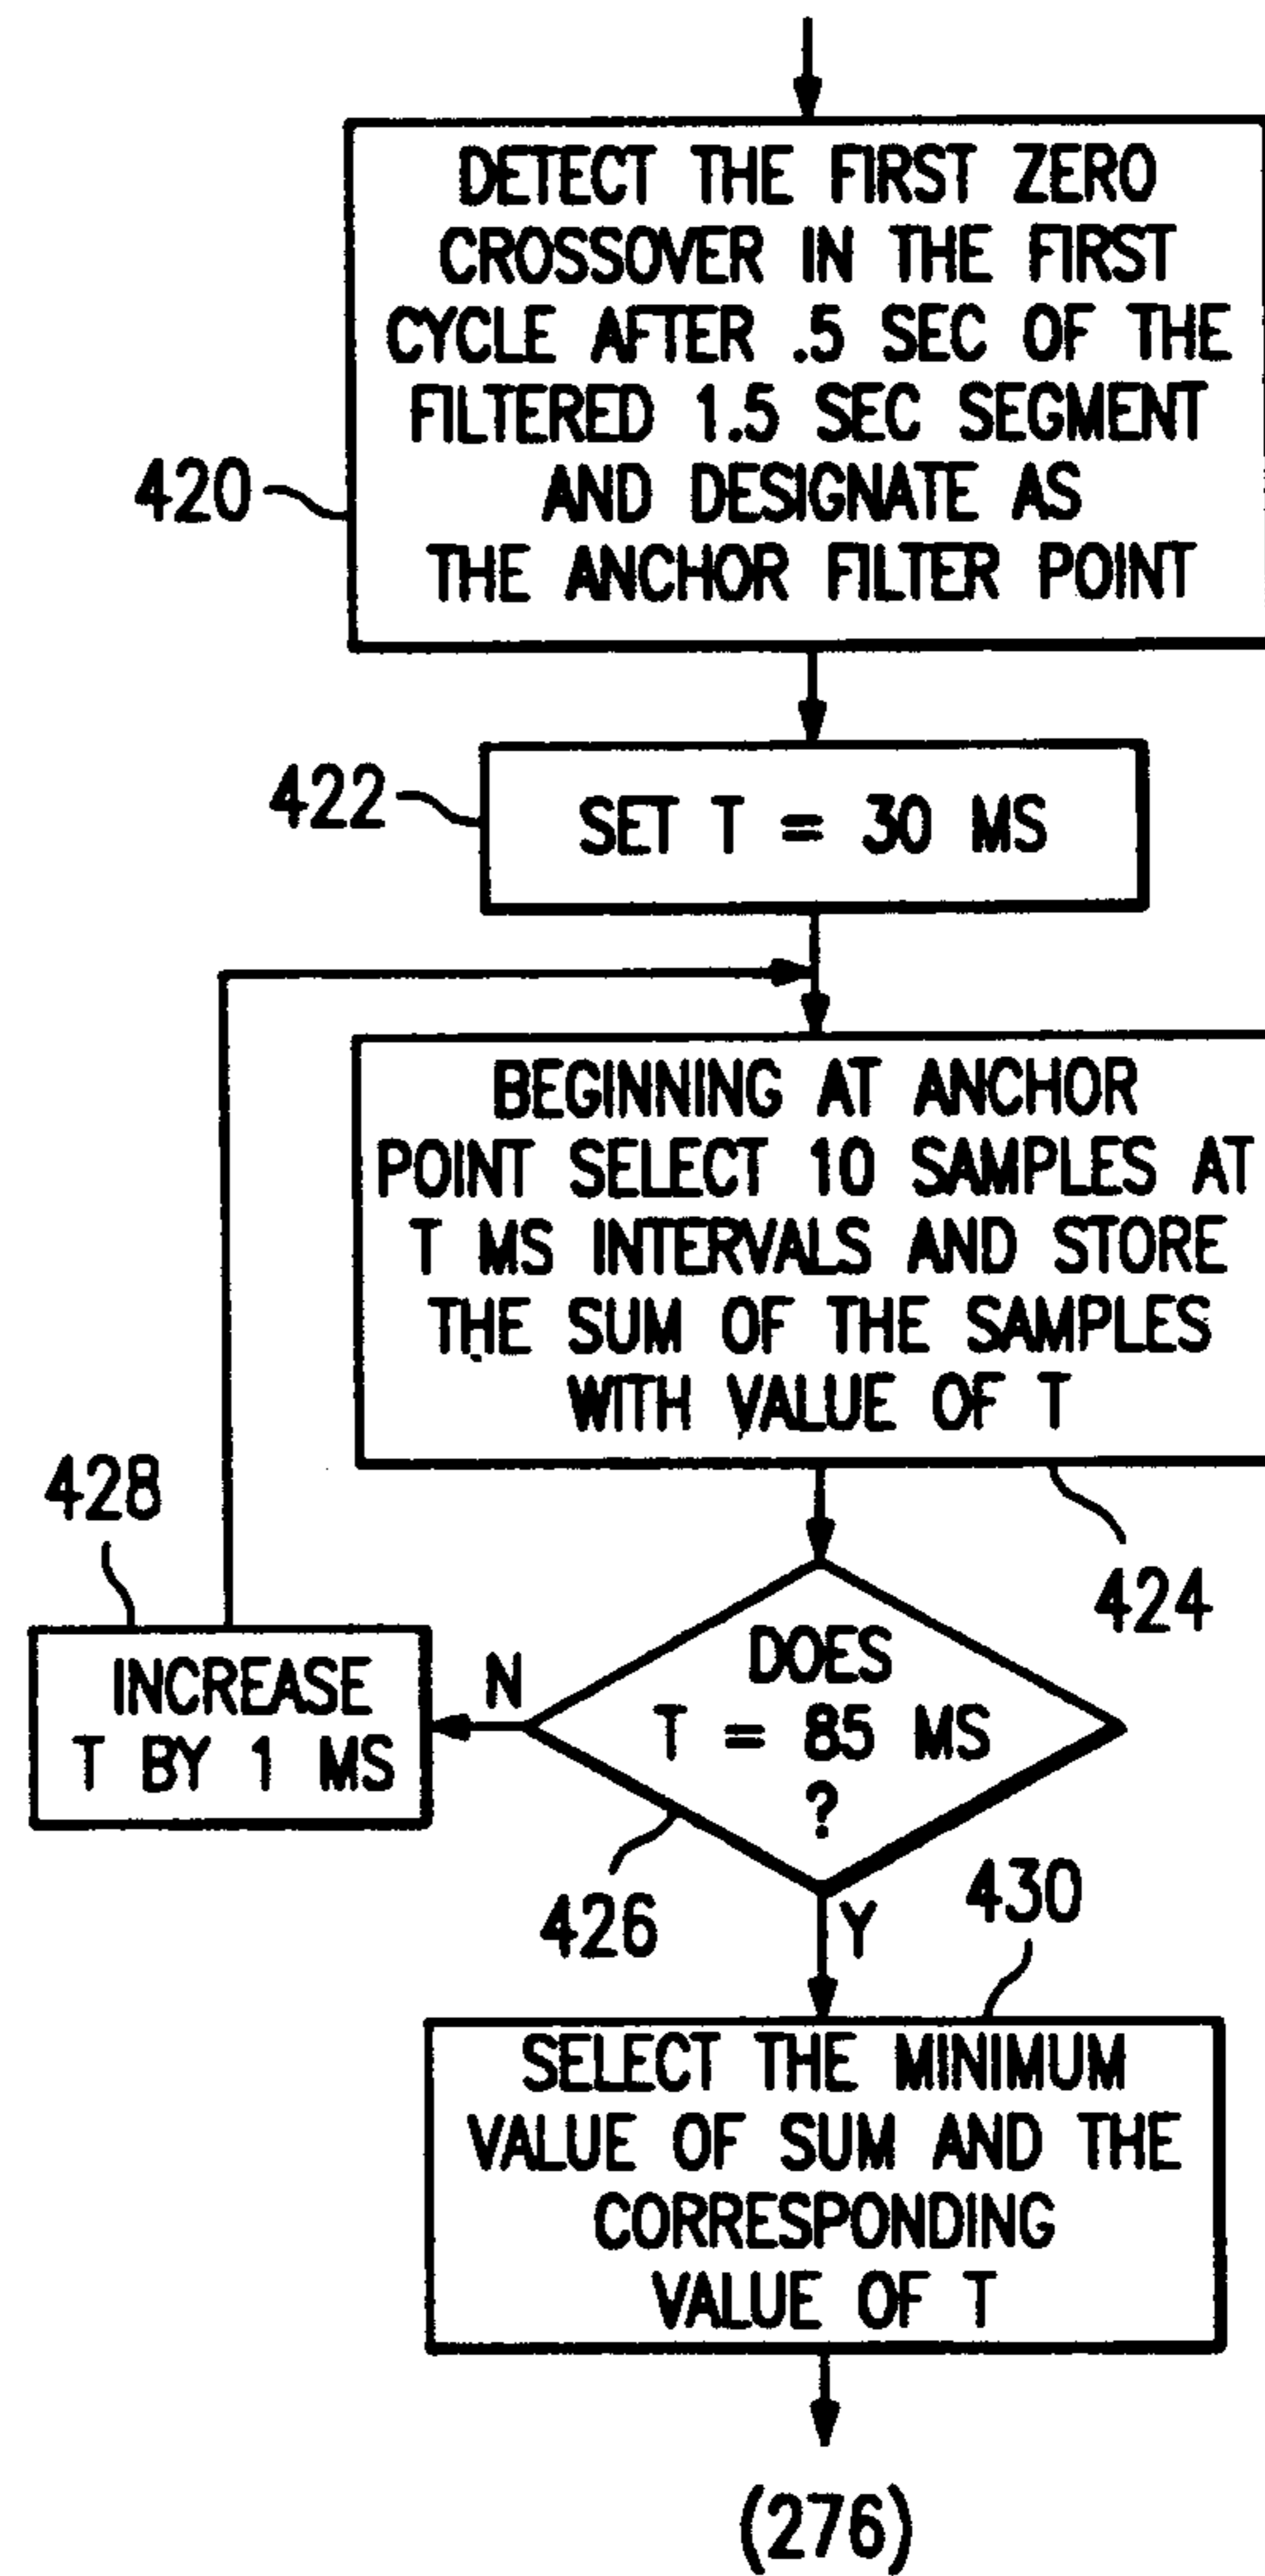 DETECT THE FIRST ZERO
CROSSOVER IN THE FIRST
CYCLE AFTER .5 SEC OF THE
FILTERED 1.5 SEC SEGMENT
AND DESIGNATE AS
THE ANCHOR FILTER POINT
420
SET T = 30 MS
422
BEGINNING AT ANCHOR
POINT SELECT 10 SAMPLES AT
T MS INTERVALS AND STORE
THE SUM OF THE SAMPLES
WITH VALUE OF T
424
428
INCREASE
T BY 1 MS
N
DOES
T = 85 MS
?
426
Y
430
SELECT THE MINIMUM
VALUE OF SUM AND THE
CORRESPONDING
VALUE OF T
(276)